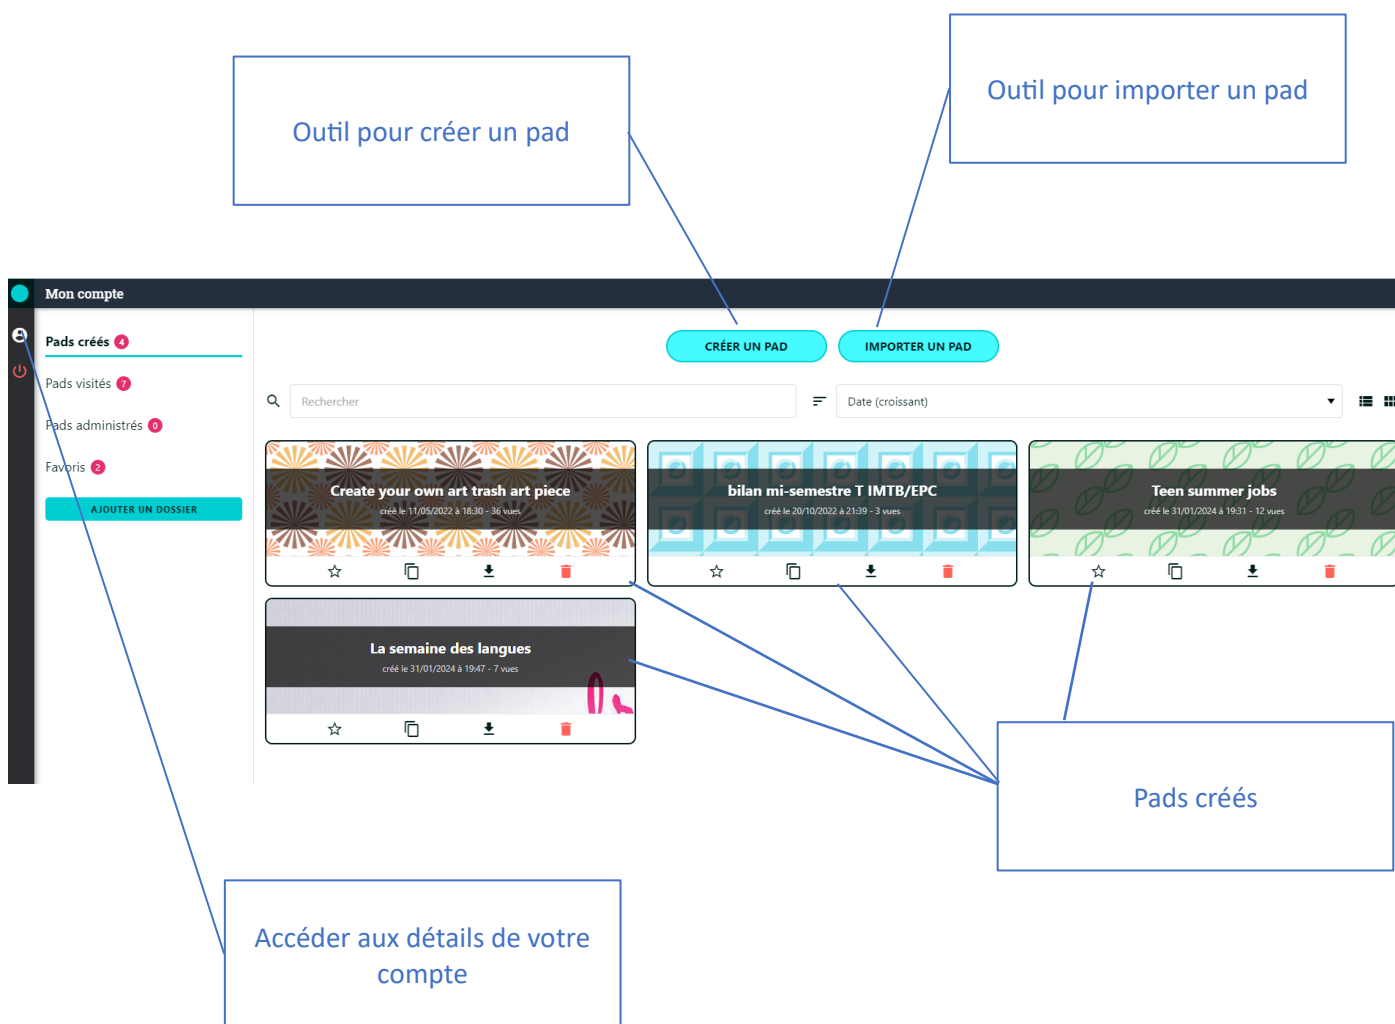 Outil pour créer un pad
Outil pour importer un pad
Mon compte
Pads créés 4
Pads visités 7
Pads administrés 0
Favoris 2
AJOUTER UN DOSSIER
CRÉER UN PAD
IMPORTER UN PAD
Rechercher
Date (croissant)
Create your own art trash art piece
créé le 11/05/2022 à 18:30 - 36 vues
bilan mi-semestre T IMTB/EPC
créé le 20/10/2022 à 21:39 - 3 vues
Teen summer jobs
créé le 31/01/2024 à 19:31 - 12 vues
La semaine des langues
créé le 31/01/2024 à 19:47 - 7 vues
Pads créés
Accéder aux détails de votre
compte